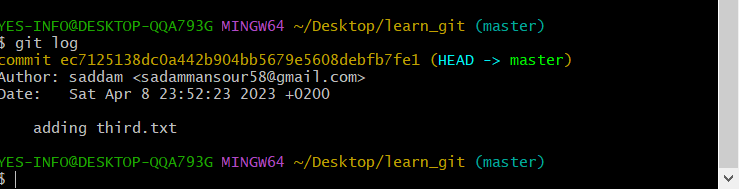 YES-INFO@DESKTOP-QQA793G MINGW64 ~/Desktop/learn_git (master)
$ git log
commit ec7125138dc0a442b904bb5679e5608debfb7fe1 (HEAD -> master)
Author: saddam <sadammansour58@gmail.com>
Date:   Sat Apr 8 23:52:23 2023 +0200
    adding third.txt
YES-INFO@DESKTOP-QQA793G MINGW64 ~/Desktop/learn_git (master)
$